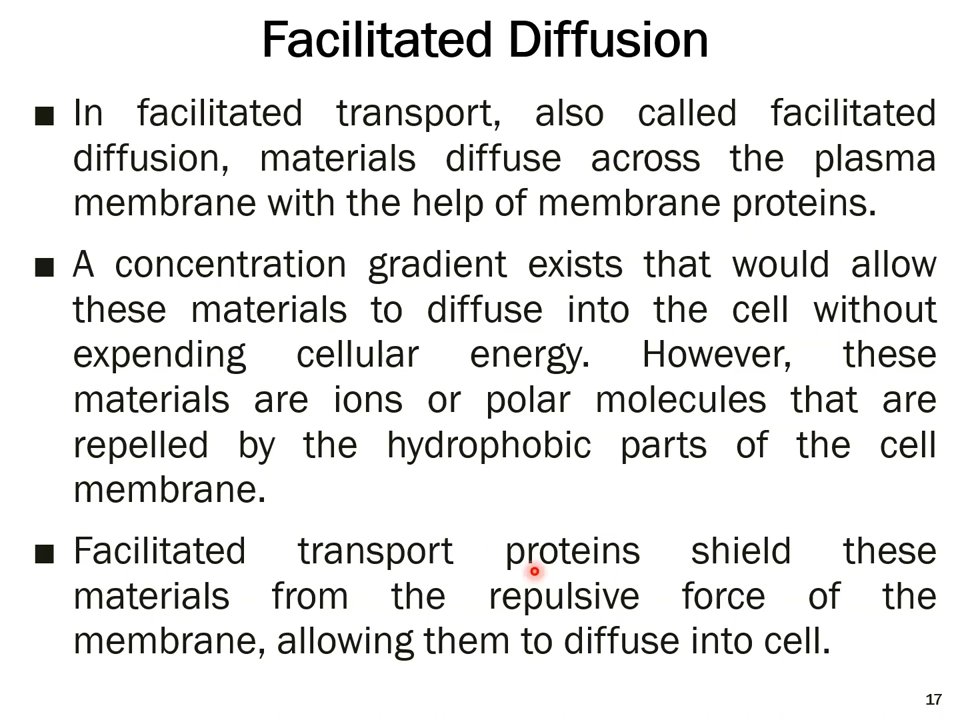 Facilitated Diffusion
■ In facilitated transport, also called facilitated
diffusion, materials diffuse across the plasma
membrane with the help of membrane proteins.
■ A concentration gradient exists that would allow
these materials to diffuse into the cell without
expending cellular energy. However, these
materials are ions or polar molecules that are
repelled by the hydrophobic parts of the cell
membrane.
■ Facilitated transport proteins shield these
materials from the repulsive force of the
membrane, allowing them to diffuse into cell.
17